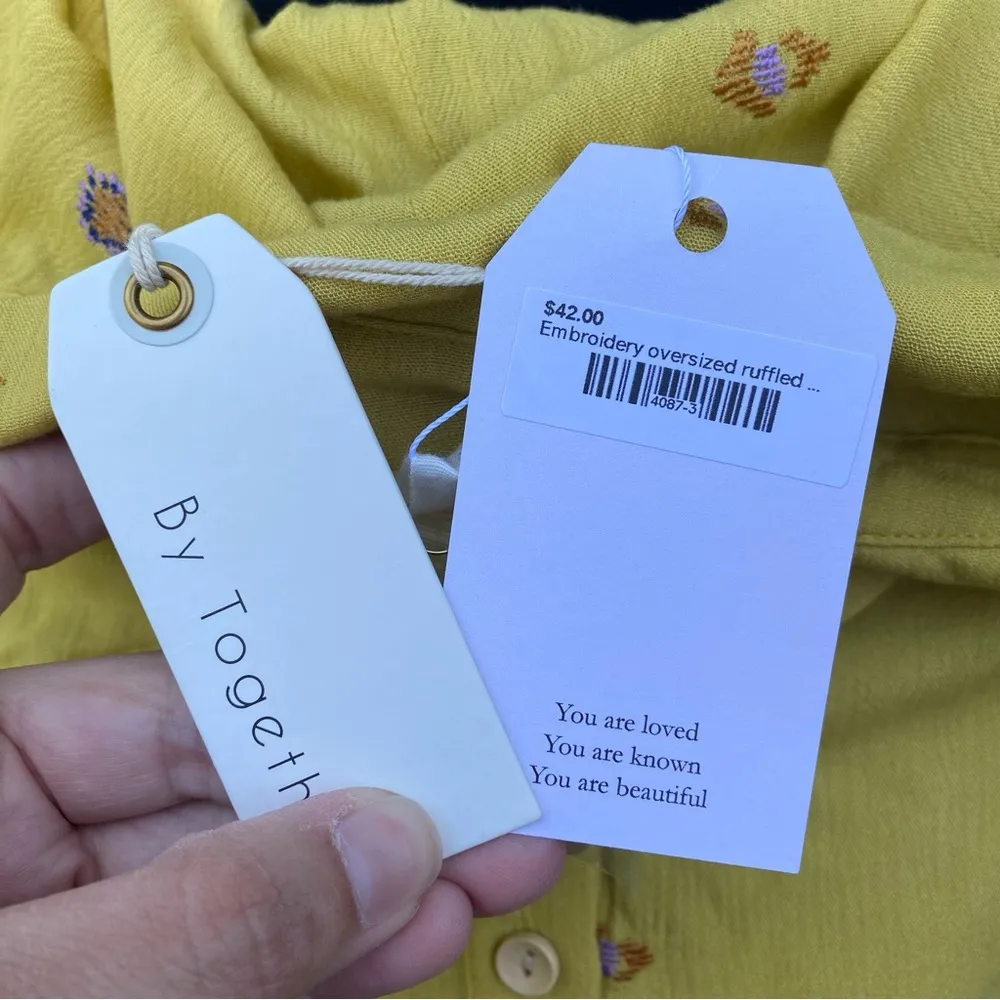 By Togeth
$42.00
Embroidery oversized ruffled ...
4087-3
You are loved
You are known
You are beautiful